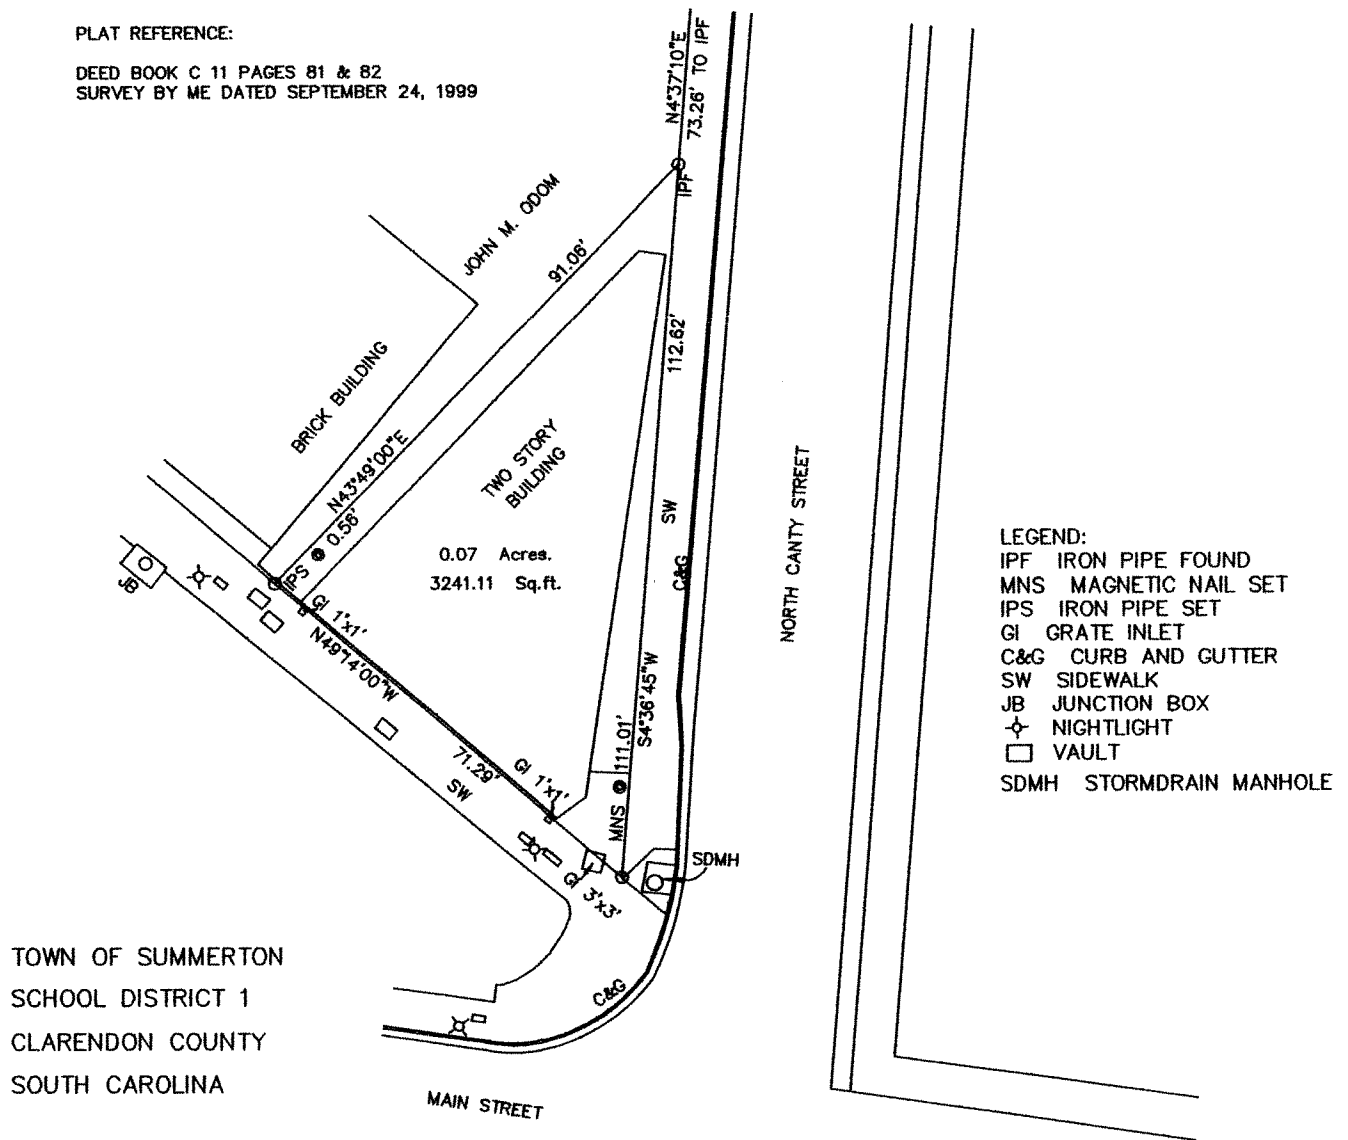 PLAT REFERENCE:
DEED BOOK C 11 PAGES 81 & 82
SURVEY BY ME DATED SEPTEMBER 24, 1999
N4°37'10"E
73.26' TO IPF
IPF
JOHN M. ODOM
91.06'
112.62'
BRICK BUILDING
N43°49'00"E
TWO STORY
BUILDING
0.56'
IPS
0.07 Acres.
3241.11 Sq.ft.
SW
C&G
NORTH CANTY STREET
JB
GI 1'x1'
N49°14'00"W
71.29'
SW
GI 1'x1'
111.01'
S4°36'45"W
MNS
SDMH
GI 3'x3'
C&G
LEGEND:
IPF IRON PIPE FOUND
MNS MAGNETIC NAIL SET
IPS IRON PIPE SET
GI GRATE INLET
C&G CURB AND GUTTER
SW SIDEWALK
JB JUNCTION BOX
NIGHTLIGHT
VAULT
SDMH STORMDRAIN MANHOLE
TOWN OF SUMMERTON
SCHOOL DISTRICT 1
CLARENDON COUNTY
SOUTH CAROLINA
MAIN STREET